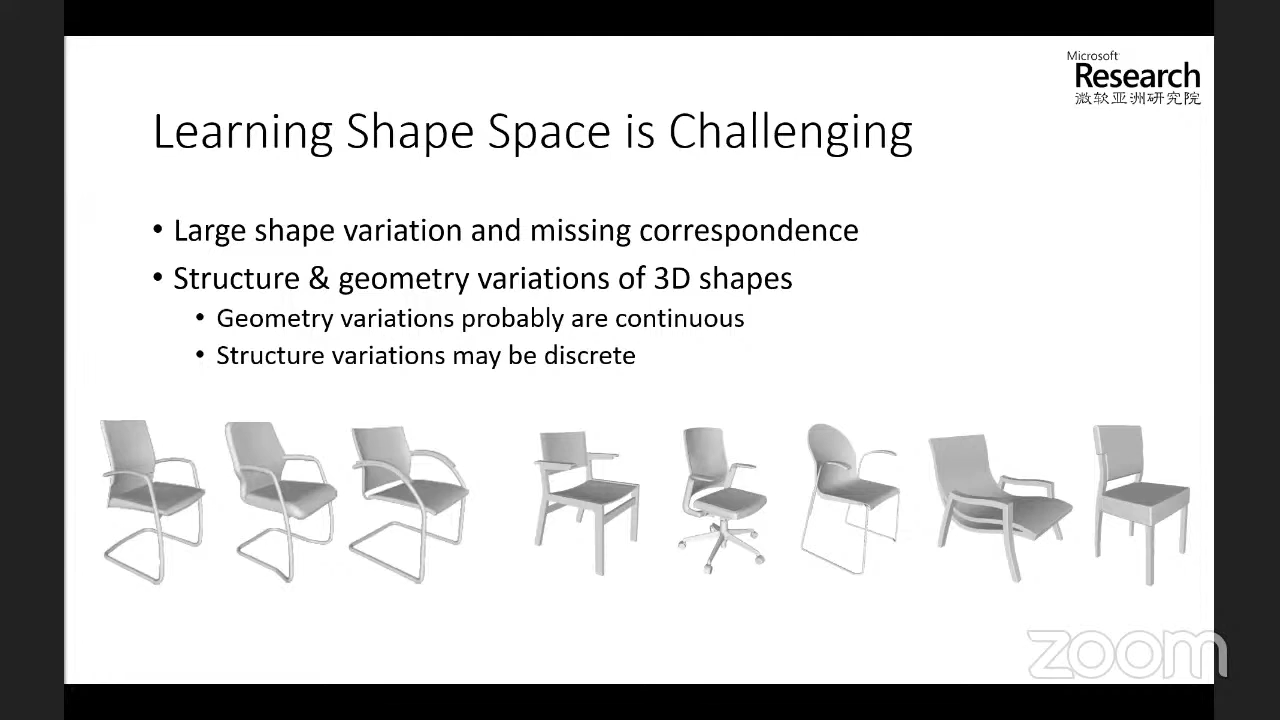 Microsoft
Research
微软亚洲研究院
Learning Shape Space is Challenging
• Large shape variation and missing correspondence
• Structure & geometry variations of 3D shapes
• Geometry variations probably are continuous
• Structure variations may be discrete
zoom